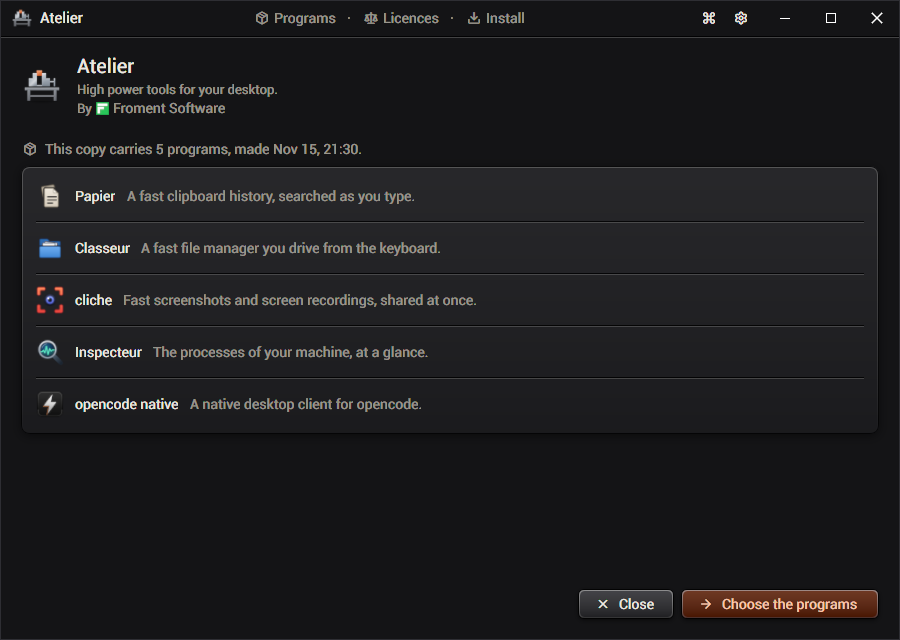 Atelier
Programs · Licences · Install
Atelier
High power tools for your desktop.
By Froment Software
This copy carries 5 programs, made Nov 15, 21:30.
Papier A fast clipboard history, searched as you type.
Classeur A fast file manager you drive from the keyboard.
cliche Fast screenshots and screen recordings, shared at once.
Inspecteur The processes of your machine, at a glance.
opencode native A native desktop client for opencode.
Close
Choose the programs